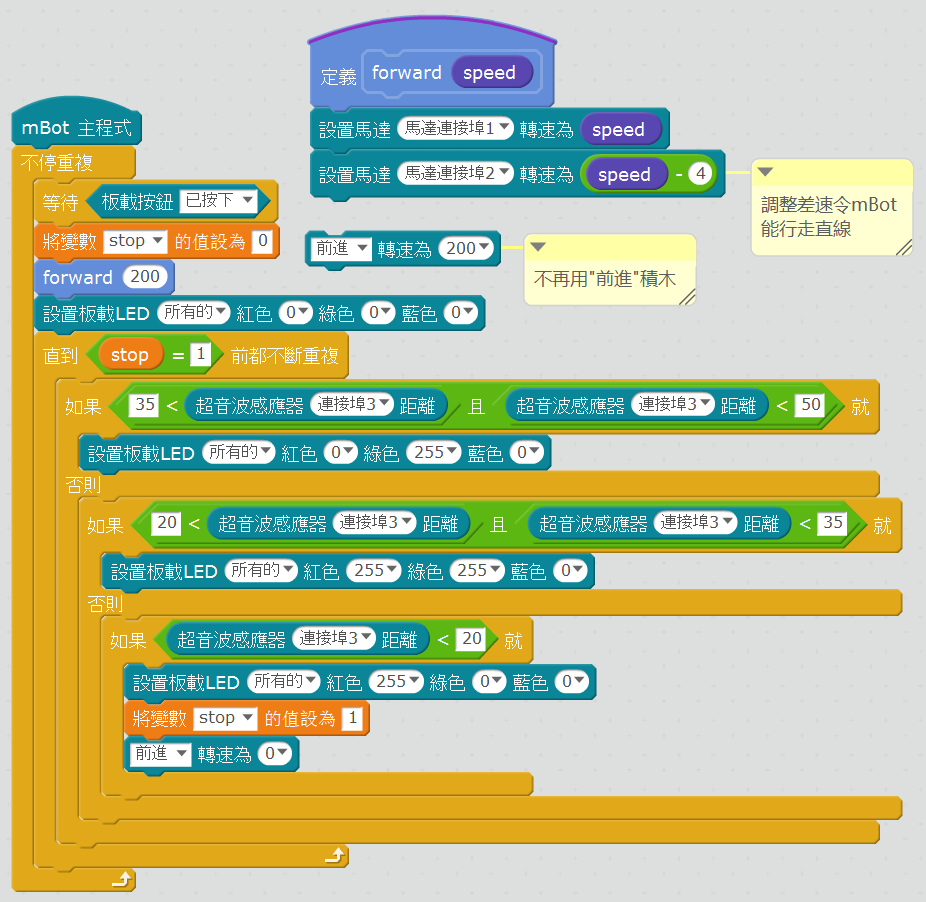 定義 forward speed
設置馬達 馬達連接埠1 轉速為 speed
設置馬達 馬達連接埠2 轉速為 speed - 4
調整差速令mBot
能行走直線
前進 轉速為 200
不再用"前進"積木
mBot 主程式
不停重複
等待 板載按鈕 已按下
將變數 stop 的值設為 0
forward 200
設置板載LED 所有的 紅色 0 綠色 0 藍色 0
直到 stop = 1 前都不斷重複
如果 35 < 超音波感應器 連接埠3 距離 且 超音波感應器 連接埠3 距離 < 50 就
設置板載LED 所有的 紅色 0 綠色 255 藍色 0
否則
如果 20 < 超音波感應器 連接埠3 距離 且 超音波感應器 連接埠3 距離 < 35 就
設置板載LED 所有的 紅色 255 綠色 255 藍色 0
否則
如果 超音波感應器 連接埠3 距離 < 20 就
設置板載LED 所有的 紅色 255 綠色 0 藍色 0
將變數 stop 的值設為 1
前進 轉速為 0